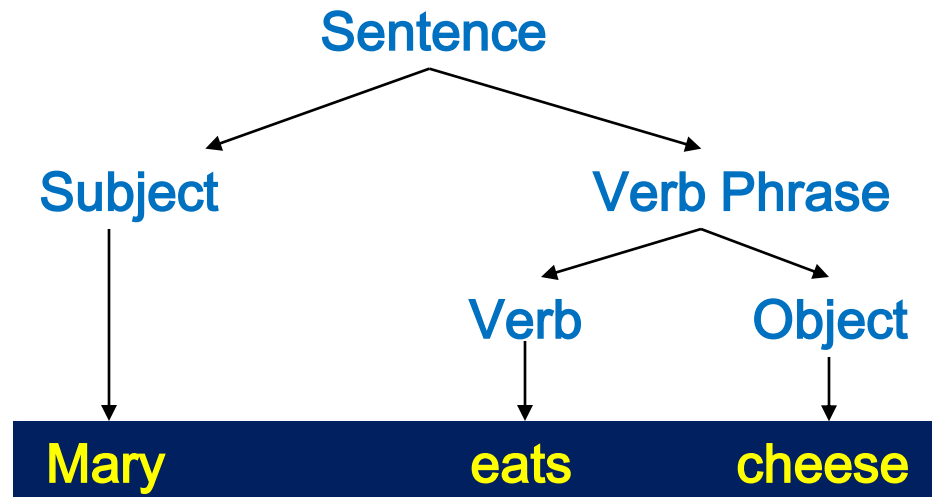 Sentence
Subject Verb Phrase
Verb Object
Mary eats cheese